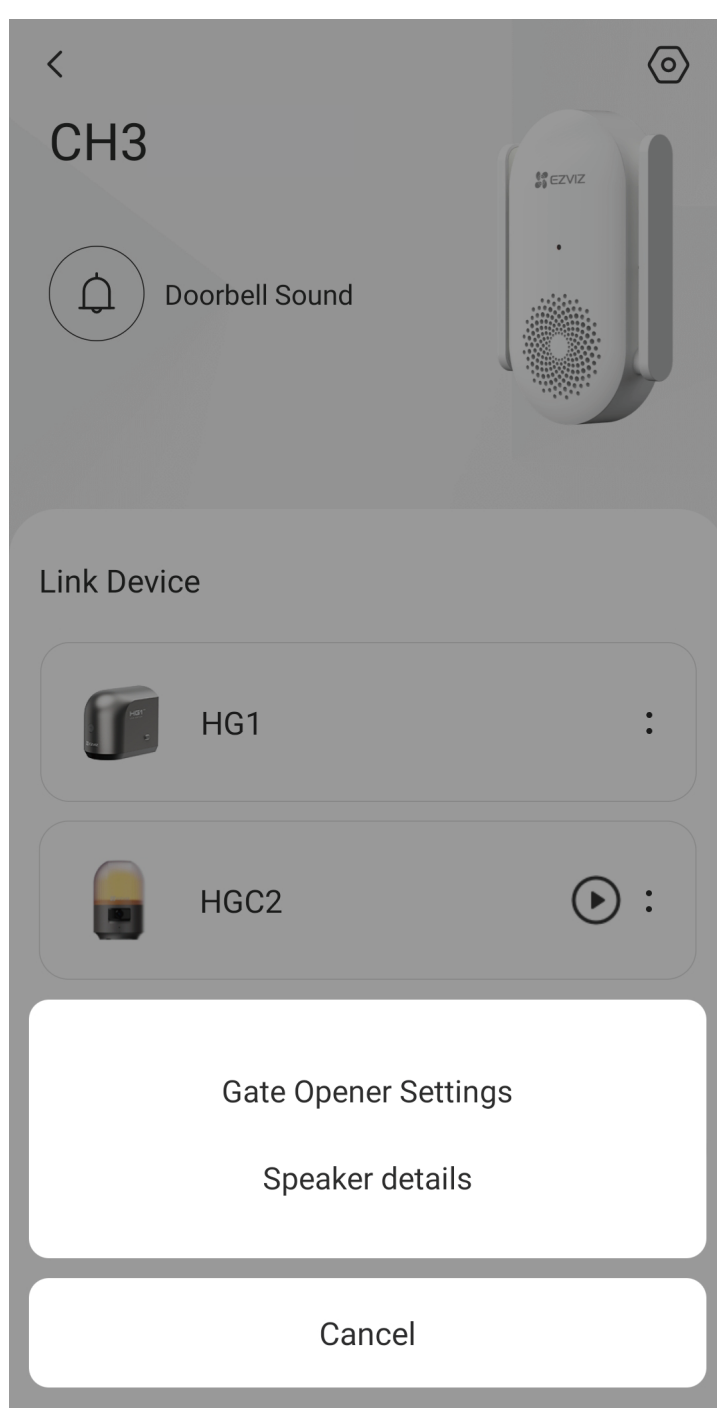 CH3
EZVIZ
Doorbell Sound
Link Device
HG1
HGC2
Gate Opener Settings
Speaker details
Cancel